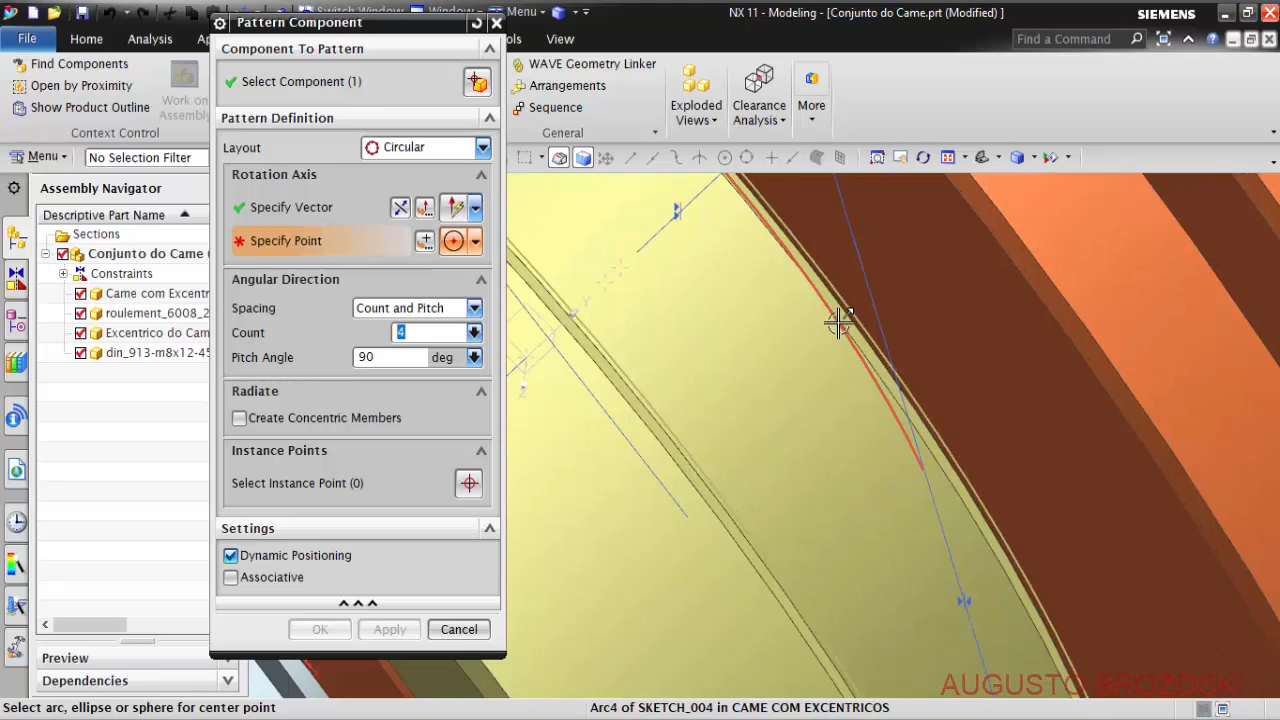 Switch Window Window Menu
NX 11 - Modeling - [Conjunto do Came.prt (Modified) ]
SIEMENS
Pattern Component
File
Home
Analysis
View
Find a Command
Find Components
Open by Proximity
Show Product Outline
Work on
Assembly
Context Control
WAVE Geometry Linker
Arrangements
Sequence
General
Exploded
Views
Clearance
Analysis
More
Menu
No Selection Filter
Assembly Navigator
Descriptive Part Name
Sections
Conjunto do Came
Constraints
Came com Excentr
roulement_6008_2
Excentrico do Cam
din_913-m8x12-45
Preview
Dependencies
Component To Pattern
Select Component (1)
Pattern Definition
Layout
Circular
Rotation Axis
Specify Vector
* Specify Point
Angular Direction
Spacing
Count and Pitch
Count
4
Pitch Angle
90
deg
Radiate
Create Concentric Members
Instance Points
Select Instance Point (0)
Settings
Dynamic Positioning
Associative
OK
Apply
Cancel
Z
AUGUSTO BROZOSKI
Select arc, ellipse or sphere for center point
Arc4 of SKETCH_004 in CAME COM EXCENTRICOS